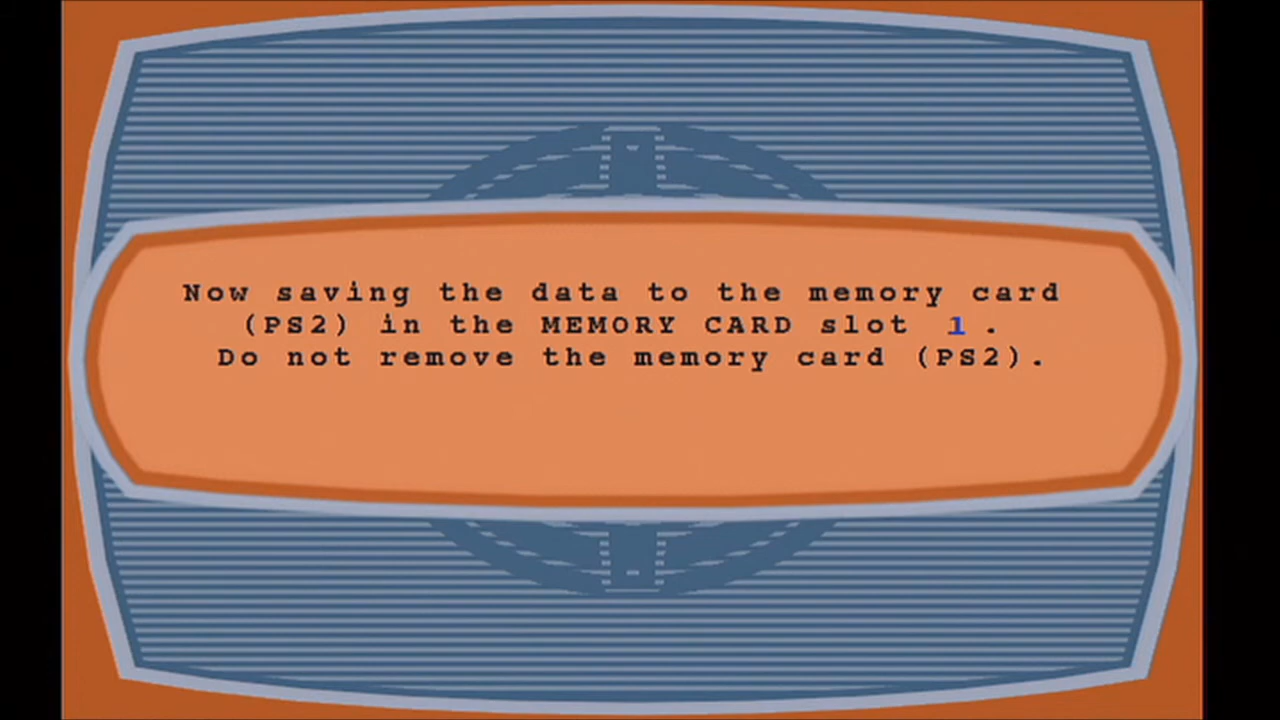 Now saving the data to the memory card
(PS2) in the MEMORY CARD slot 1 .
Do not remove the memory card (PS2).